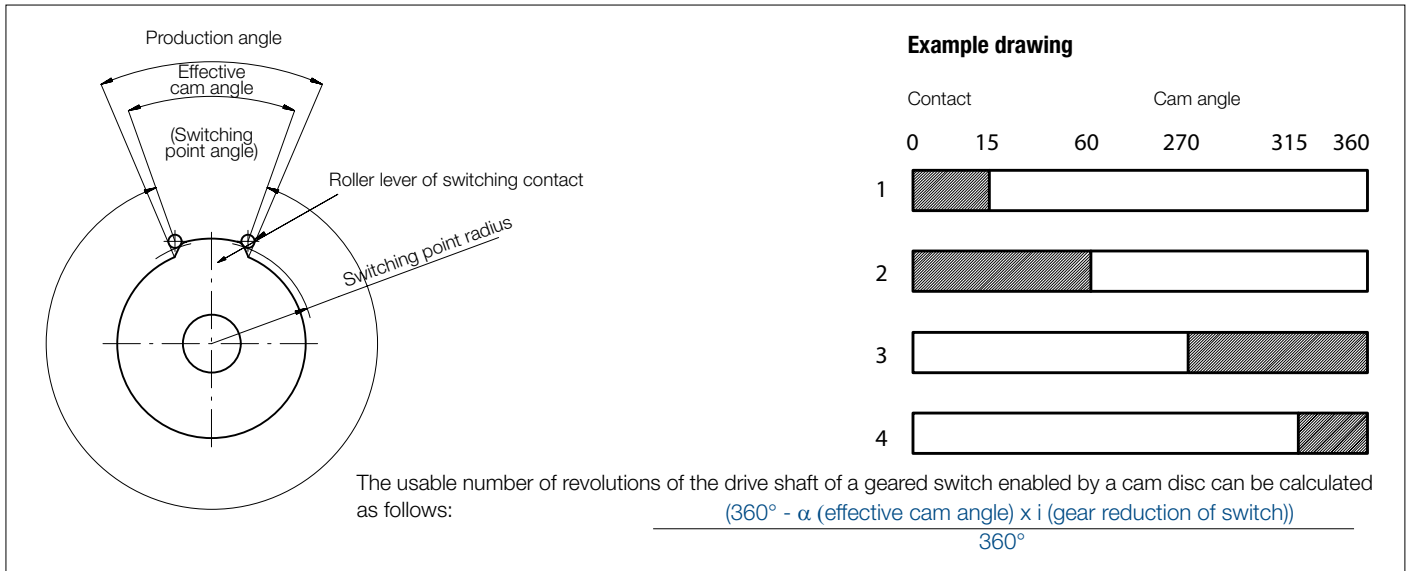 Production angle
Effective
cam angle
(Switching
point angle)
Roller lever of switching contact
Switching point radius
Example drawing
Contact Cam angle
0 15 60 270 315 360
1
2
3
4
The usable number of revolutions of the drive shaft of a geared switch enabled by a cam disc can be calculated
as follows:
(360° - α (effective cam angle) x i (gear reduction of switch))
360°